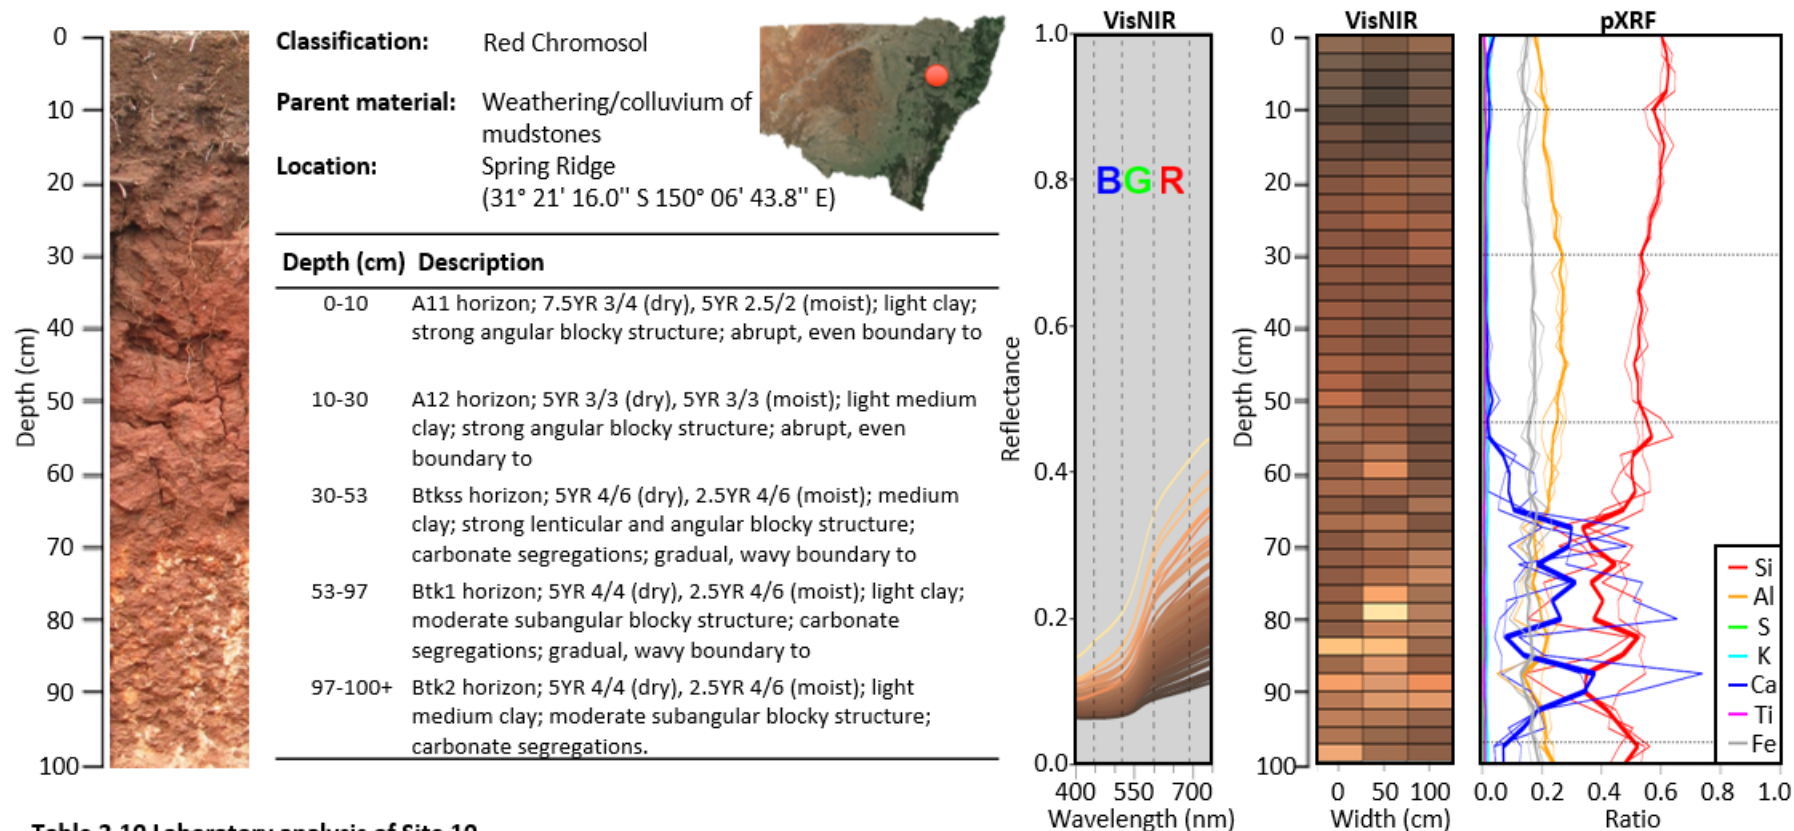 Classification: Red Chromosol
Parent material: Weathering/colluvium of
mudstones
Location: Spring Ridge
(31° 21' 16.0" S 150° 06' 43.8" E)
Depth (cm)
0
10
20
30
40
50
60
70
80
90
100
Depth (cm) Description
0-10 A11 horizon; 7.5YR 3/4 (dry), 5YR 2.5/2 (moist); light clay;
strong angular blocky structure; abrupt, even boundary to
10-30 A12 horizon; 5YR 3/3 (dry), 5YR 3/3 (moist); light medium
clay; strong angular blocky structure; abrupt, even
boundary to
30-53 Btkss horizon; 5YR 4/6 (dry), 2.5YR 4/6 (moist); medium
clay; strong lenticular and angular blocky structure;
carbonate segregations; gradual, wavy boundary to
53-97 Btk1 horizon; 5YR 4/4 (dry), 2.5YR 4/6 (moist); light clay;
moderate subangular blocky structure; carbonate
segregations; gradual, wavy boundary to
97-100+ Btk2 horizon; 5YR 4/4 (dry), 2.5YR 4/6 (moist); light
medium clay; moderate subangular blocky structure;
carbonate segregations.
VisNIR
Reflectance
1.0
0.8
0.6
0.4
0.2
0.0
B G R
400 550 700
Wavelength (nm)
VisNIR
Depth (cm)
0
10
20
30
40
50
60
70
80
90
100
0 50 100
Width (cm)
pXRF
Si
Al
S
K
Ca
Ti
Fe
0.0 0.2 0.4 0.6 0.8 1.0
Ratio
Table 3.10 Laboratory analysis of Site 10